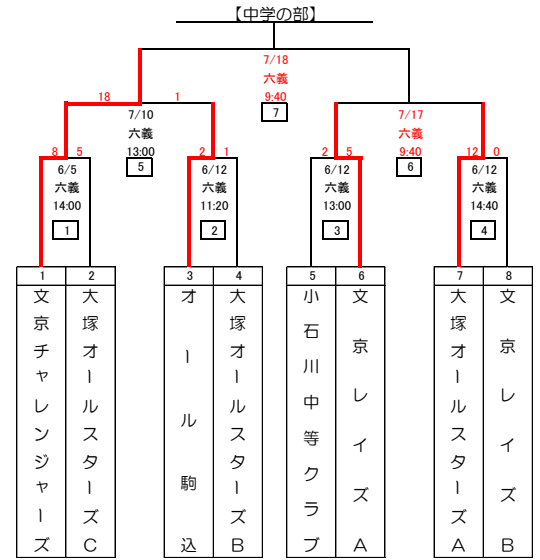 【中学の部】
7/18
六義
9:40
7
18 1
7/10
六義
13:00
5
7/17
六義
9:40
6
8 5
2 1
2 5
12 0
6/5
六義
14:00
1
6/12
六義
11:20
2
6/12
六義
13:00
3
6/12
六義
14:40
4
1 2 3 4 5 6 7 8
文京チャレンジャーズ
大塚オールスターズC
オール駒込
大塚オールスターズB
小石川中等クラブ
文京レイズA
大塚オールスターズA
文京レイズB